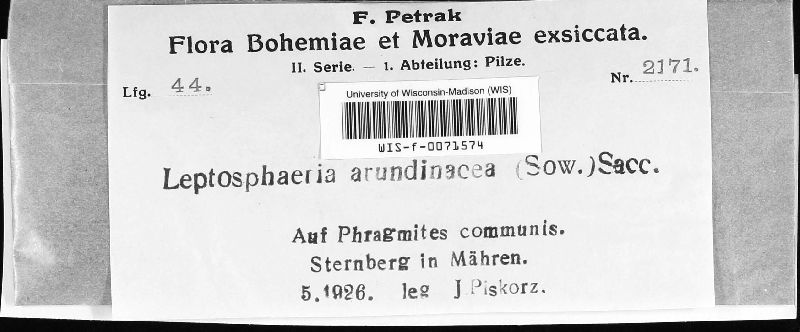 F. Petrak
Flora Bohemiae et Moraviae exsiccata.
II. Serie. — 1. Abteilung: Pilze.
Lfg. 44. Nr. 2171.
University of Wisconsin-Madison (WIS)
WIS-f-0071574
Leptosphaeria arundinacea (Sow.) Sacc.
Auf Phragmites communis.
Sternberg in Mähren.
5. 1926. leg J. Piskorz.